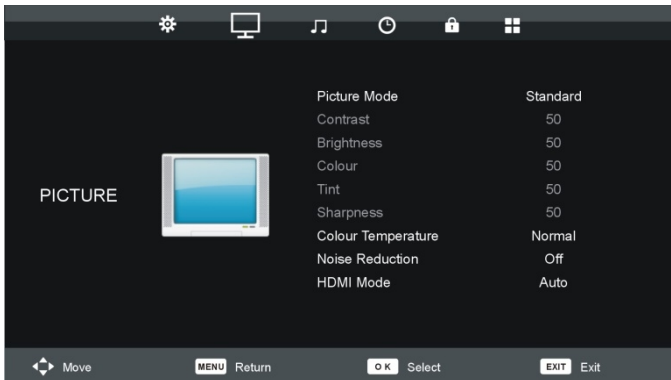 PICTURE
Picture Mode Standard
Contrast 50
Brightness 50
Colour 50
Tint 50
Sharpness 50
Colour Temperature Normal
Noise Reduction Off
HDMI Mode Auto
Move MENU Return OK Select EXIT Exit